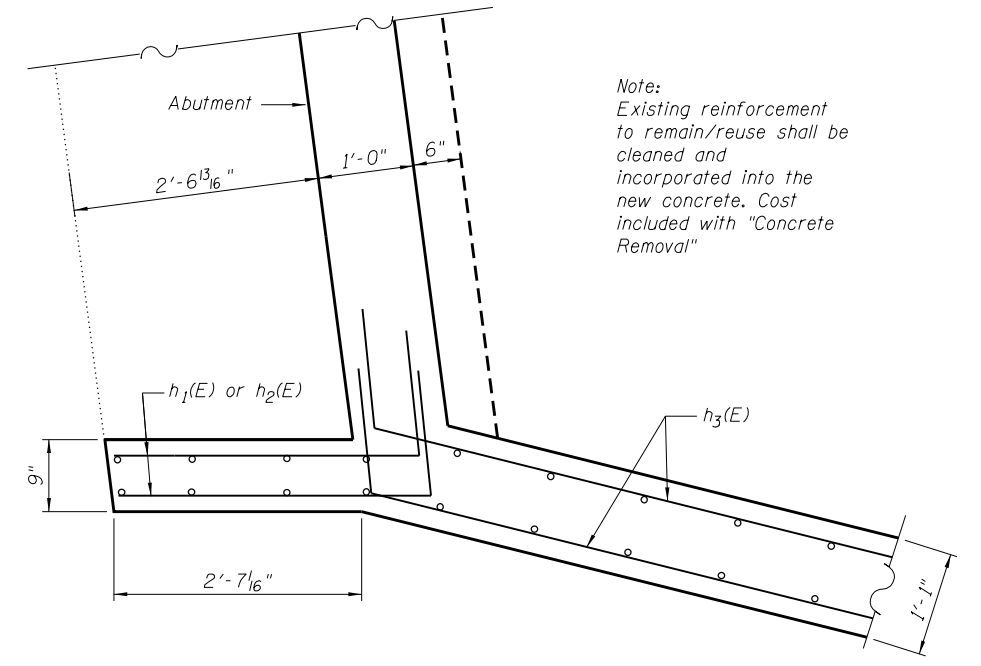 Note:
Existing reinforcement
to remain/reuse shall be
cleaned and
incorporated into the
new concrete. Cost
included with "Concrete
Removal"
Abutment
2'-6 13/16"
1'-0"
6"
h1(E) or h2(E)
h3(E)
9"
2'-7 1/16"
1'-1"